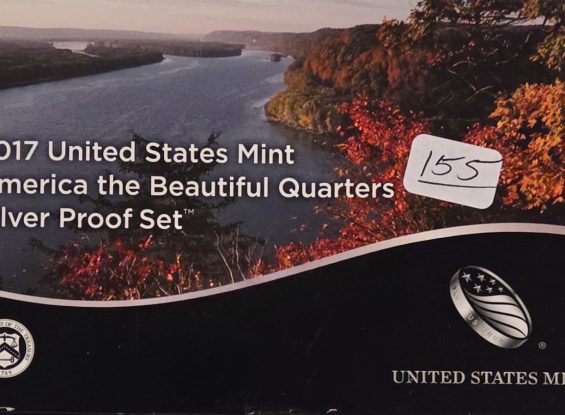 017 United States Mint
merica the Beautiful Quarters
lver Proof Set™
155
UNITED STATES MI